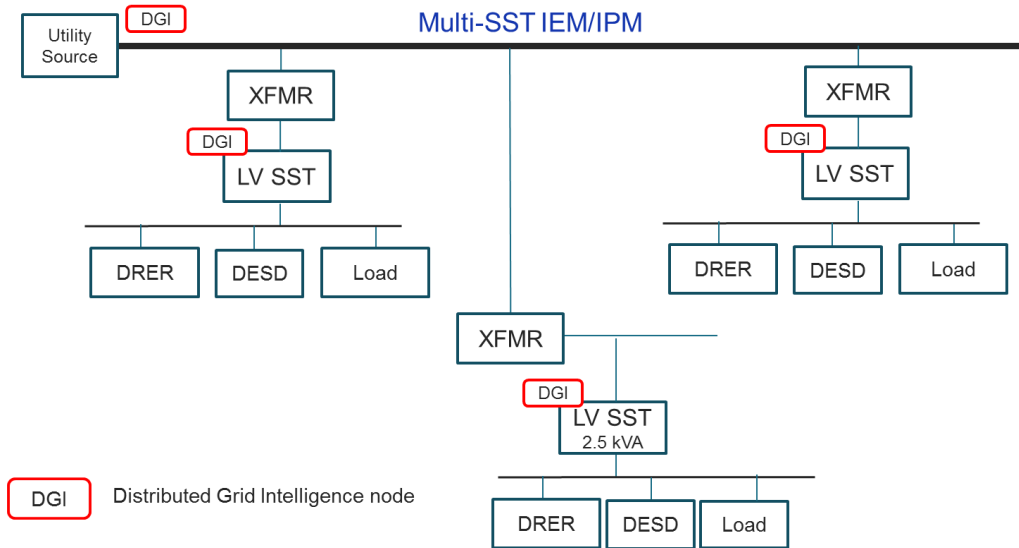 Multi-SST IEM/IPM
DGI
Utility
Source
XFMR
XFMR
DGI
LV SST
DGI
LV SST
DRER
DESD
Load
DRER
DESD
Load
XFMR
DGI
LV SST
2.5 kVA
DGI
Distributed Grid Intelligence node
DRER
DESD
Load